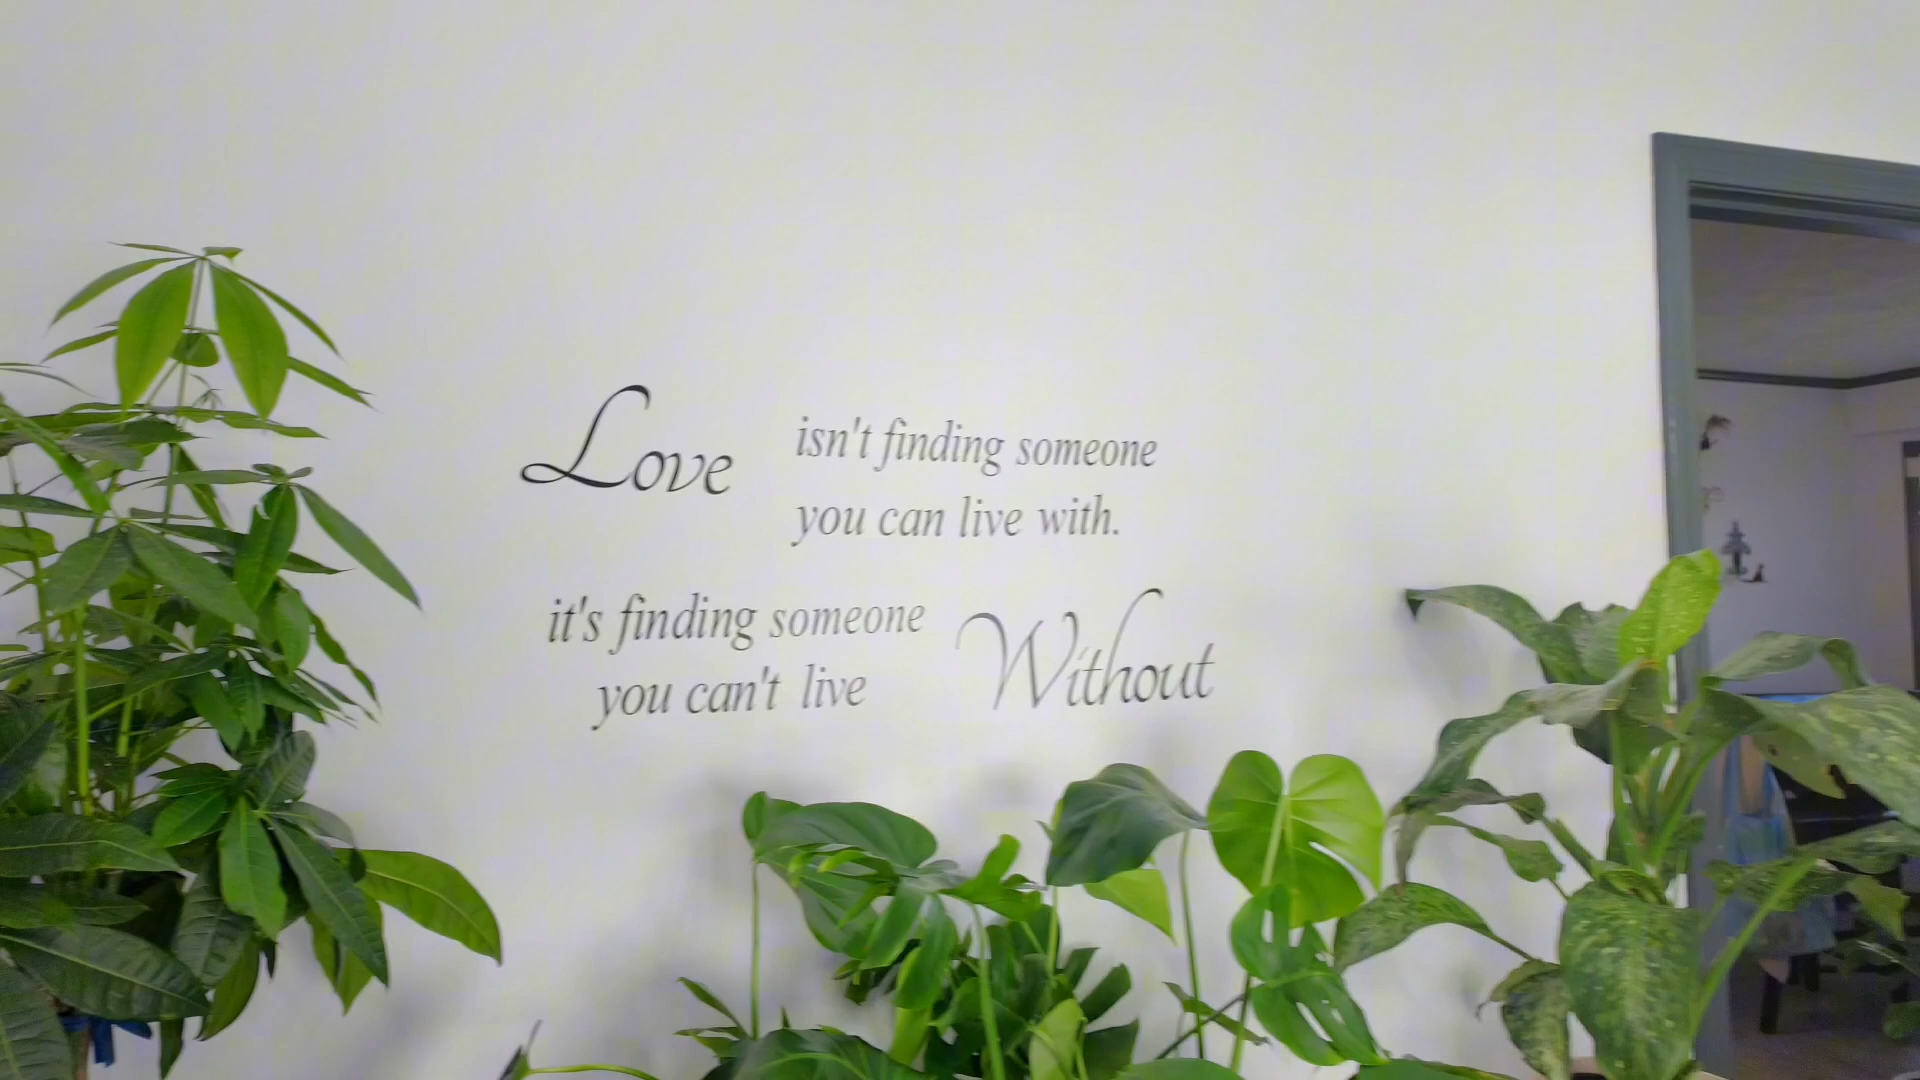 Love isn't finding someone
you can live with.
it's finding someone
you can't live Without